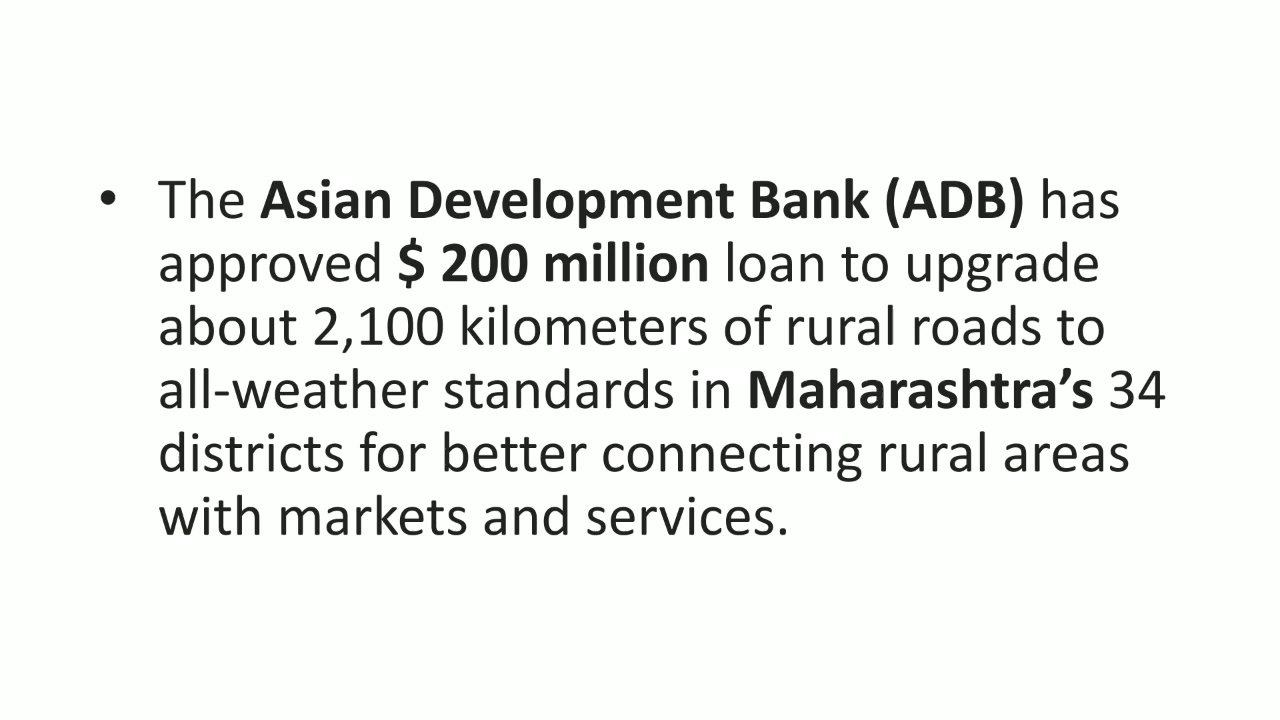 • The Asian Development Bank (ADB) has
approved $ 200 million loan to upgrade
about 2,100 kilometers of rural roads to
all-weather standards in Maharashtra’s 34
districts for better connecting rural areas
with markets and services.